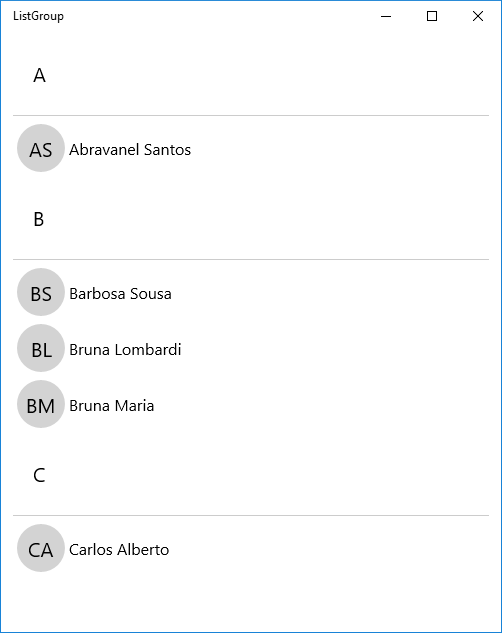 ListGroup
A
AS Abravanel Santos
B
BS Barbosa Sousa
BL Bruna Lombardi
BM Bruna Maria
C
CA Carlos Alberto